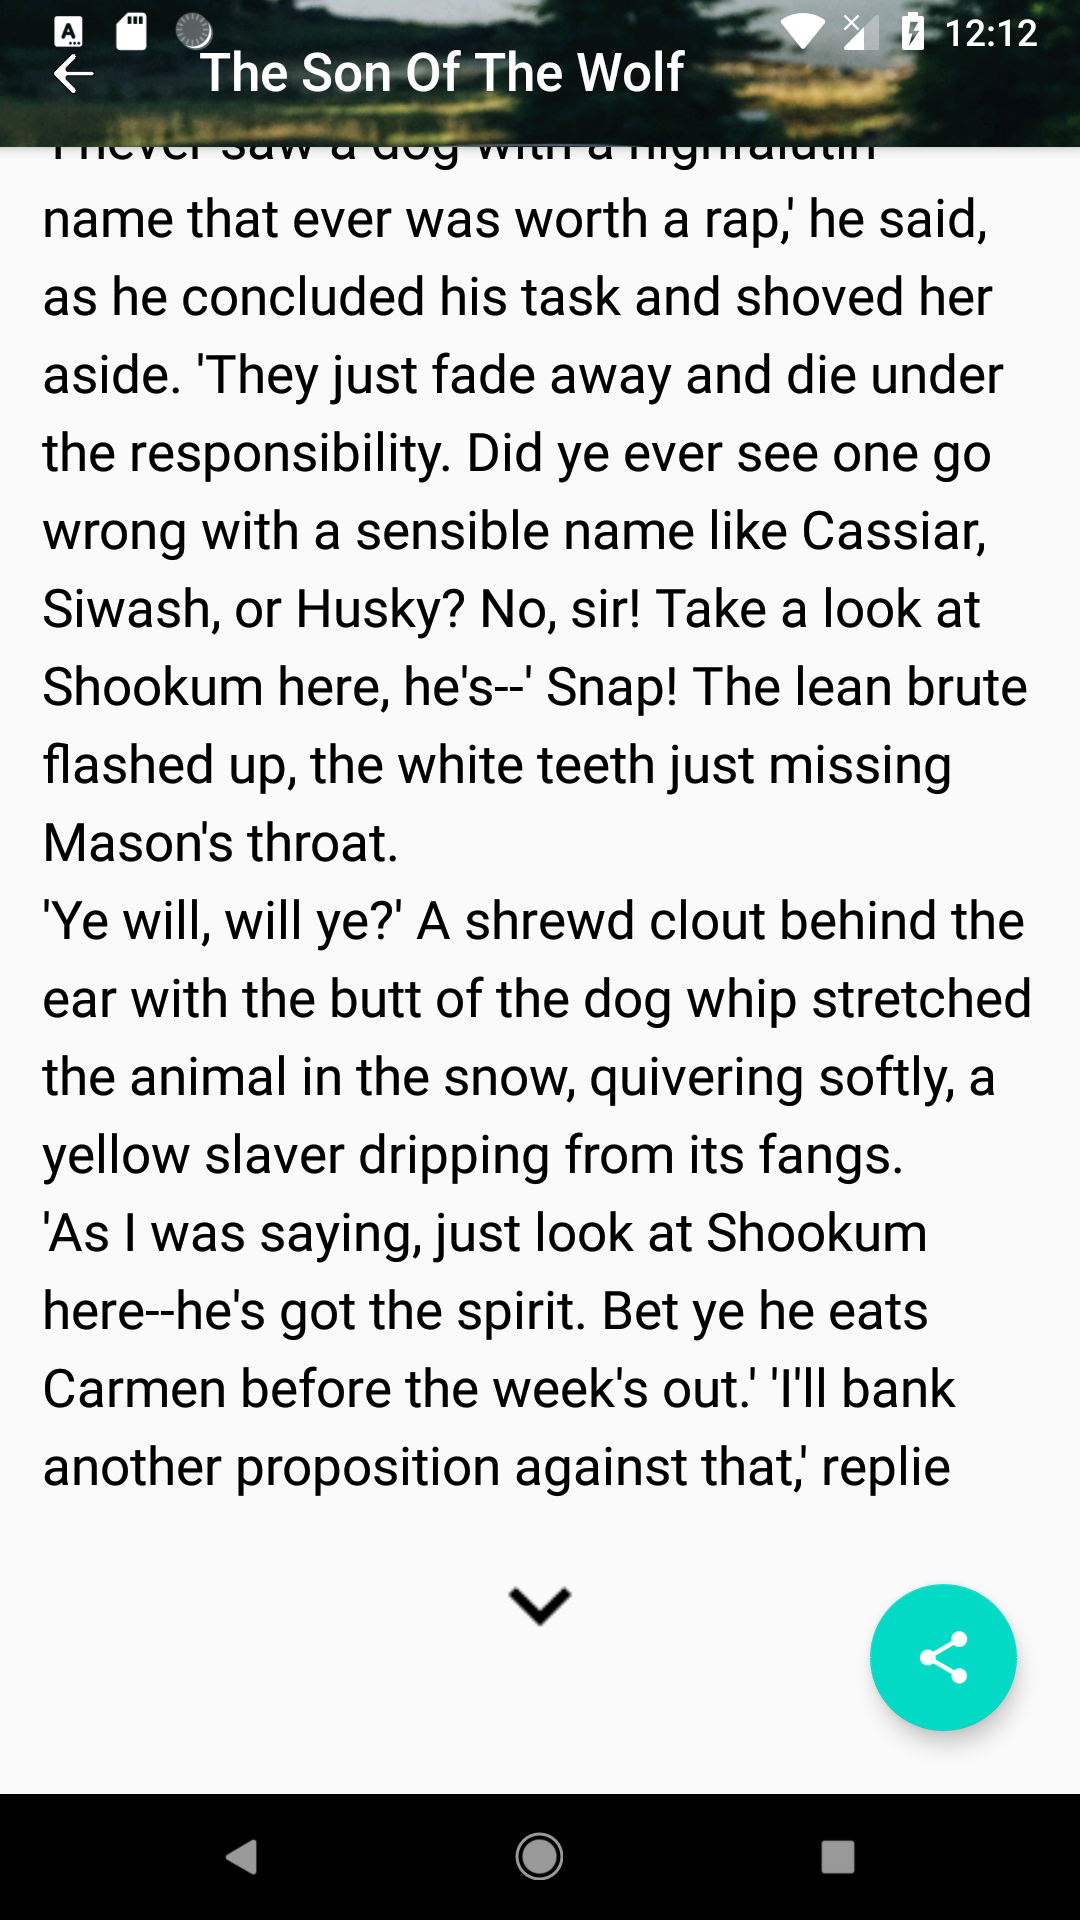 12:12
The Son Of The Wolf
'I never saw a dog with a highfalutin
name that ever was worth a rap,' he said,
as he concluded his task and shoved her
aside. 'They just fade away and die under
the responsibility. Did ye ever see one go
wrong with a sensible name like Cassiar,
Siwash, or Husky? No, sir! Take a look at
Shookum here, he's--' Snap! The lean brute
flashed up, the white teeth just missing
Mason's throat.
'Ye will, will ye?' A shrewd clout behind the
ear with the butt of the dog whip stretched
the animal in the snow, quivering softly, a
yellow slaver dripping from its fangs.
'As I was saying, just look at Shookum
here--he's got the spirit. Bet ye he eats
Carmen before the week's out.' 'I'll bank
another proposition against that,' replie